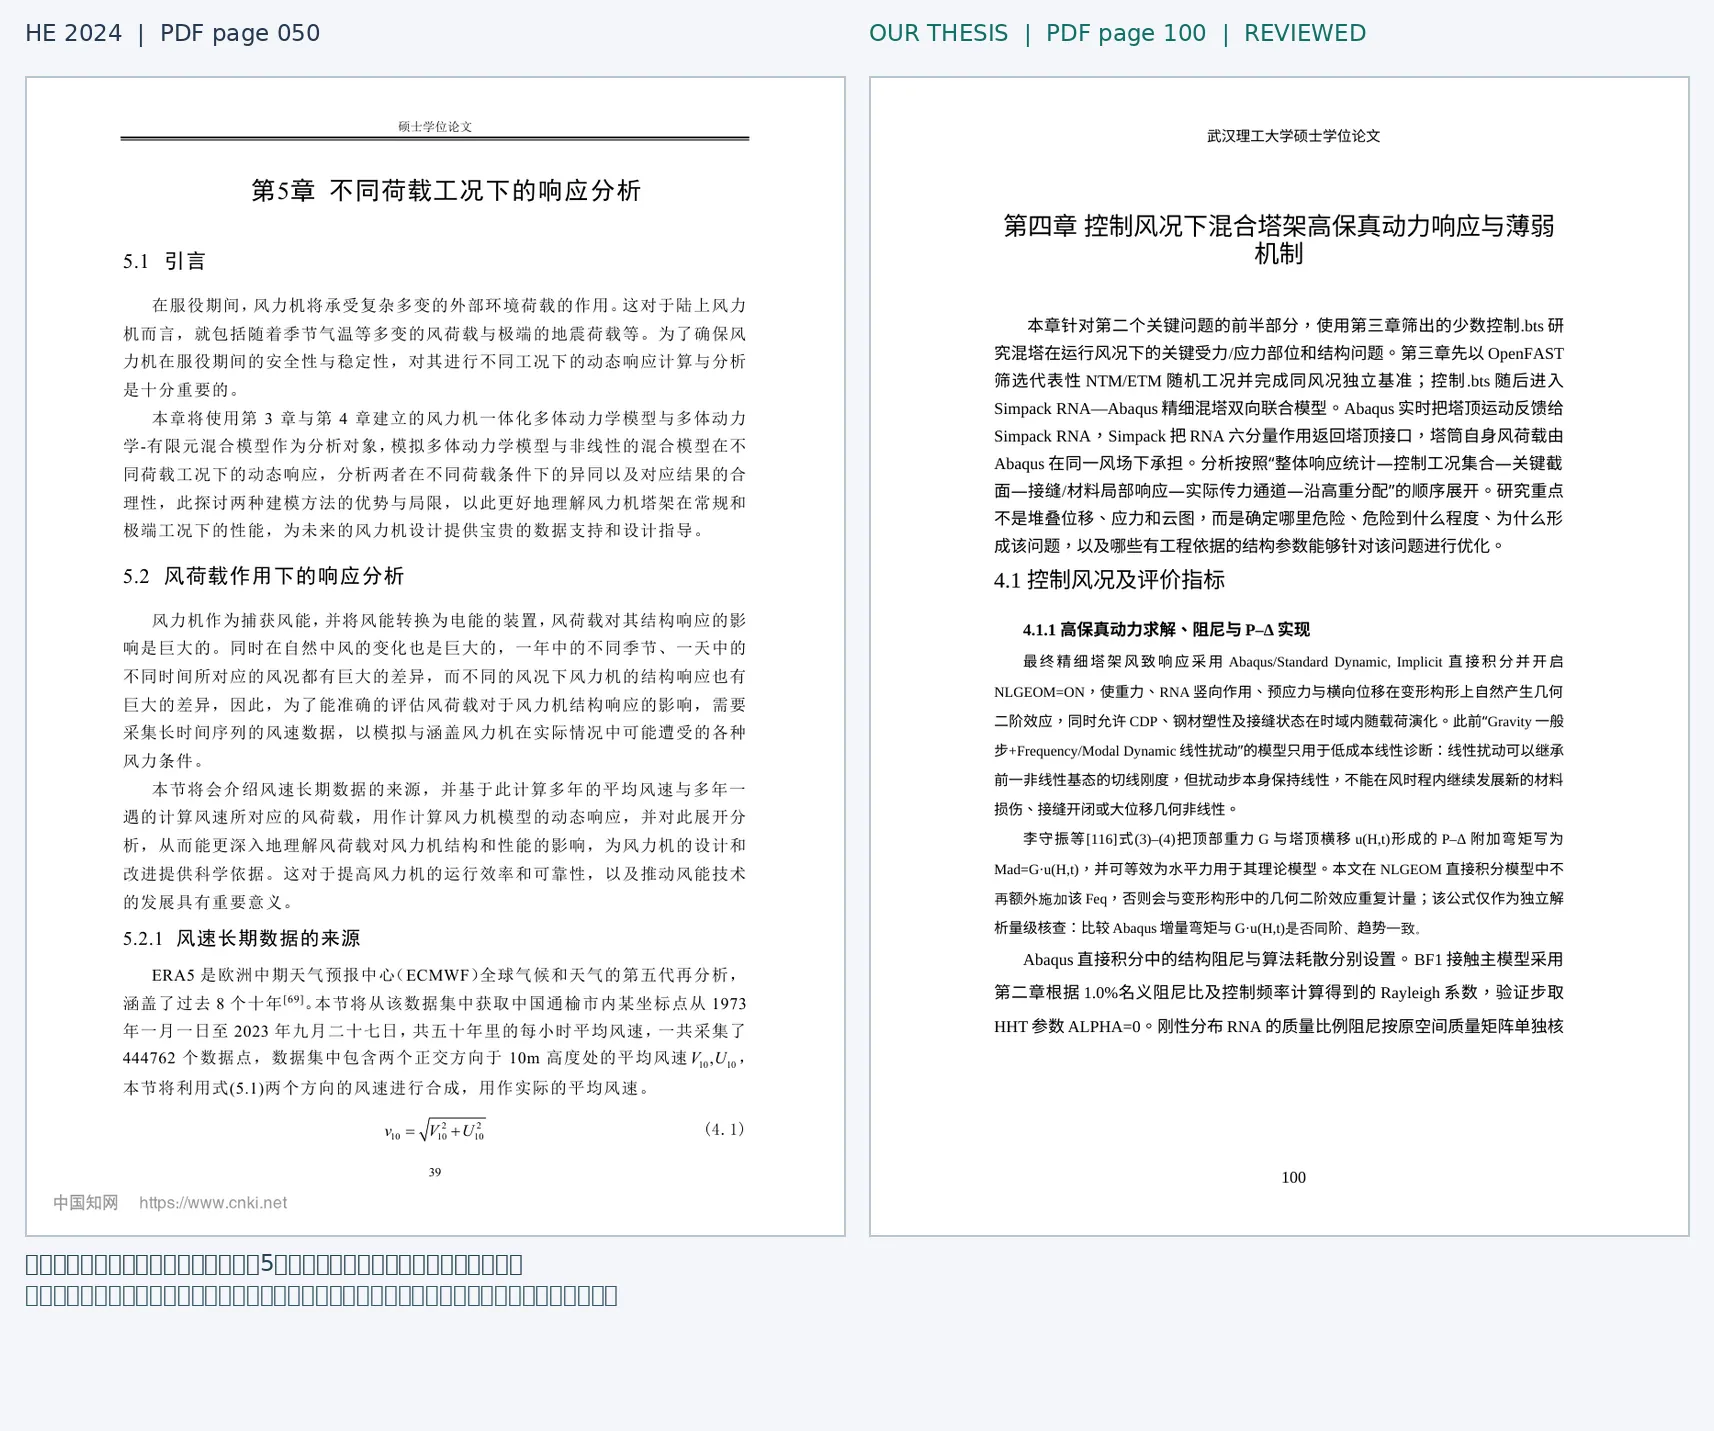 HE 2024 | PDF page 050
硕士学位论文
第5章 不同荷载工况下的响应分析
5.1 引言
在服役期间，风力机将承受复杂多变的外部环境荷载的作用。这对于陆上风力
机而言，就包括随着季节气温等多变的风荷载与极端的地震荷载等。为了确保风
力机在服役期间的安全性与稳定性，对其进行不同工况下的动态响应计算与分析
是十分重要的。
本章将使用第 3 章与第 4 章建立的风力机一体化多体动力学模型与多体动力
学-有限元混合模型作为分析对象，模拟多体动力学模型与非线性的混合模型在不
同荷载工况下的动态响应，分析两者在不同荷载条件下的异同以及对应结果的合
理性，此探讨两种建模方法的优势与局限，以此更好地理解风力机塔架在常规和
极端工况下的性能，为未来的风力机设计提供宝贵的数据支持和设计指导。
5.2 风荷载作用下的响应分析
风力机作为捕获风能，并将风能转换为电能的装置，风荷载对其结构响应的影
响是巨大的。同时在自然中风的变化也是巨大的，一年中的不同季节、一天中的
不同时间所对应的风况都有巨大的差异，而不同的风况下风力机的结构响应也有
巨大的差异，因此，为了能准确的评估风荷载对于风力机结构响应的影响，需要
采集长时间序列的风速数据，以模拟与涵盖风力机在实际情况中可能遭受的各种
风力条件。
本节将会介绍风速长期数据的来源，并基于此计算多年的平均风速与多年一
遇的计算风速所对应的风荷载，用作计算风力机模型的动态响应，并对此展开分
析，从而能更深入地理解风荷载对风力机结构和性能的影响，为风力机的设计和
改进提供科学依据。这对于提高风力机的运行效率和可靠性，以及推动风能技术
的发展具有重要意义。
5.2.1 风速长期数据的来源
ERA5 是欧洲中期天气预报中心（ECMWF）全球气候和天气的第五代再分析，
涵盖了过去 8 个十年[69]。本节将从该数据集中获取中国通榆市内某坐标点从 1973
年一月一日至 2023 年九月二十七日，共五十年里的每小时平均风速，一共采集了
444762 个数据点，数据集中包含两个正交方向于 10m 高度处的平均风速V₁₀,U₁₀，
本节将利用式(5.1)两个方向的风速进行合成，用作实际的平均风速。
v₁₀ = √(V₁₀² + U₁₀²) （4.1）
39
中国知网 https://www.cnki.net
OUR THESIS | PDF page 100 | REVIEWED
武汉理工大学硕士学位论文
第四章 控制风况下混合塔架高保真动力响应与薄弱
机制
本章针对第二个关键问题的前半部分，使用第三章筛出的少数控制.bts 研
究混塔在运行风况下的关键受力/应力部位和结构问题。第三章先以 OpenFAST
筛选代表性 NTM/ETM 随机工况并完成同风况独立基准；控制.bts 随后进入
Simpack RNA—Abaqus 精细混塔双向联合模型。Abaqus 实时把塔顶运动反馈给
Simpack RNA，Simpack 把 RNA 六分量作用返回塔顶接口，塔筒自身风荷载由
Abaqus 在同一风场下承担。分析按照“整体响应统计—控制工况集合—关键截
面—接缝/材料局部响应—实际传力通道—沿高重分配”的顺序展开。研究重点
不是堆叠位移、应力和云图，而是确定哪里危险、危险到什么程度、为什么形
成该问题，以及哪些有工程依据的结构参数能够针对该问题进行优化。
4.1 控制风况及评价指标
4.1.1 高保真动力求解、阻尼与 P–Δ 实现
最终精细塔架风致响应采用 Abaqus/Standard Dynamic, Implicit 直接积分并开启
NLGEOM=ON，使重力、RNA 竖向作用、预应力与横向位移在变形构形上自然产生几何
二阶效应，同时允许 CDP、钢材塑性及接缝状态在时域内随载荷演化。此前“Gravity 一般
步+Frequency/Modal Dynamic 线性扰动”的模型只用于低成本线性诊断：线性扰动可以继承
前一非线性基态的切线刚度，但扰动步本身保持线性，不能在风时程内继续发展新的材料
损伤、接缝开闭或大位移几何非线性。
李守振等[116]式(3)–(4)把顶部重力 G 与塔顶横移 u(H,t)形成的 P–Δ 附加弯矩写为
Mad=G·u(H,t)，并可等效为水平力用于其理论模型。本文在 NLGEOM 直接积分模型中不
再额外施加该 Feq，否则会与变形构形中的几何二阶效应重复计量；该公式仅作为独立解
析量级核查：比较 Abaqus 增量弯矩与 G·u(H,t)是否同阶、趋势一致。
Abaqus 直接积分中的结构阻尼与算法耗散分别设置。BF1 接触主模型采用
第二章根据 1.0%名义阻尼比及控制频率计算得到的 Rayleigh 系数，验证步取
HHT 参数 ALPHA=0。刚性分布 RNA 的质量比例阻尼按原空间质量矩阵单独核
100
5